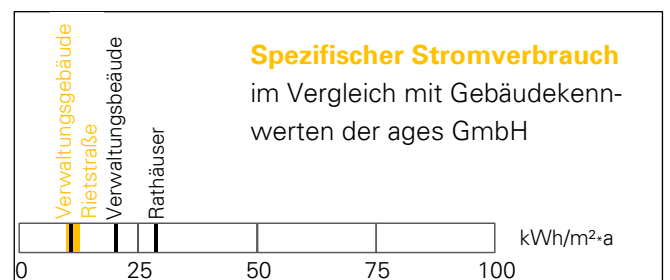 Spezifischer Stromverbrauch
im Vergleich mit Gebäudekenn-
werten der ages GmbH
Verwaltungsgebäude
Rietstraße
Verwaltungsbeäude
Rathäuser
kWh/m²*a
0 25 50 75 100